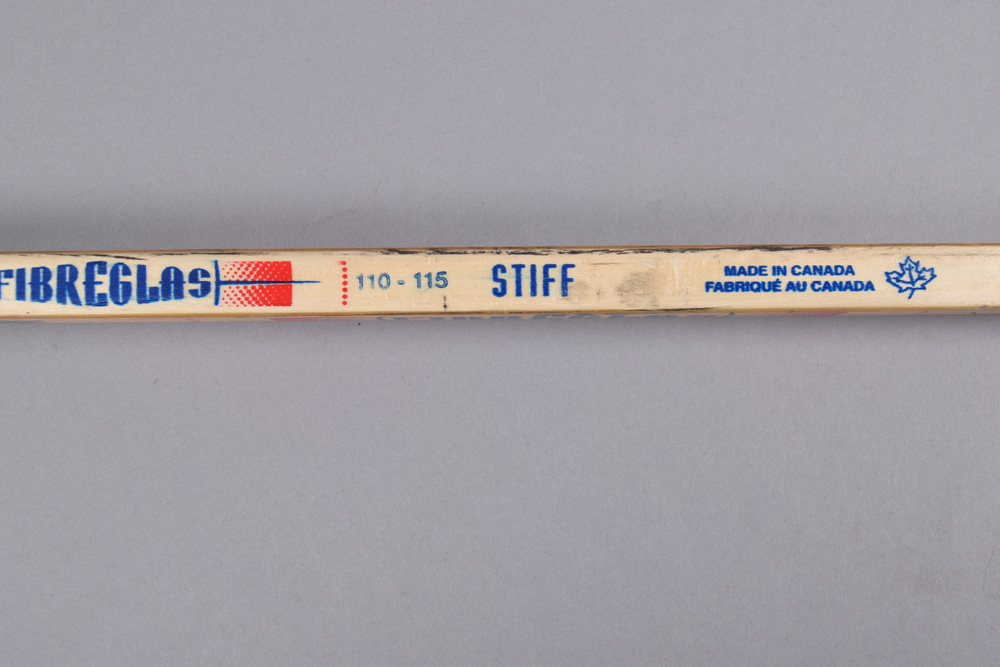 FIBREGLAS
110 - 115
STIFF
MADE IN CANADA
FABRIQUÉ AU CANADA